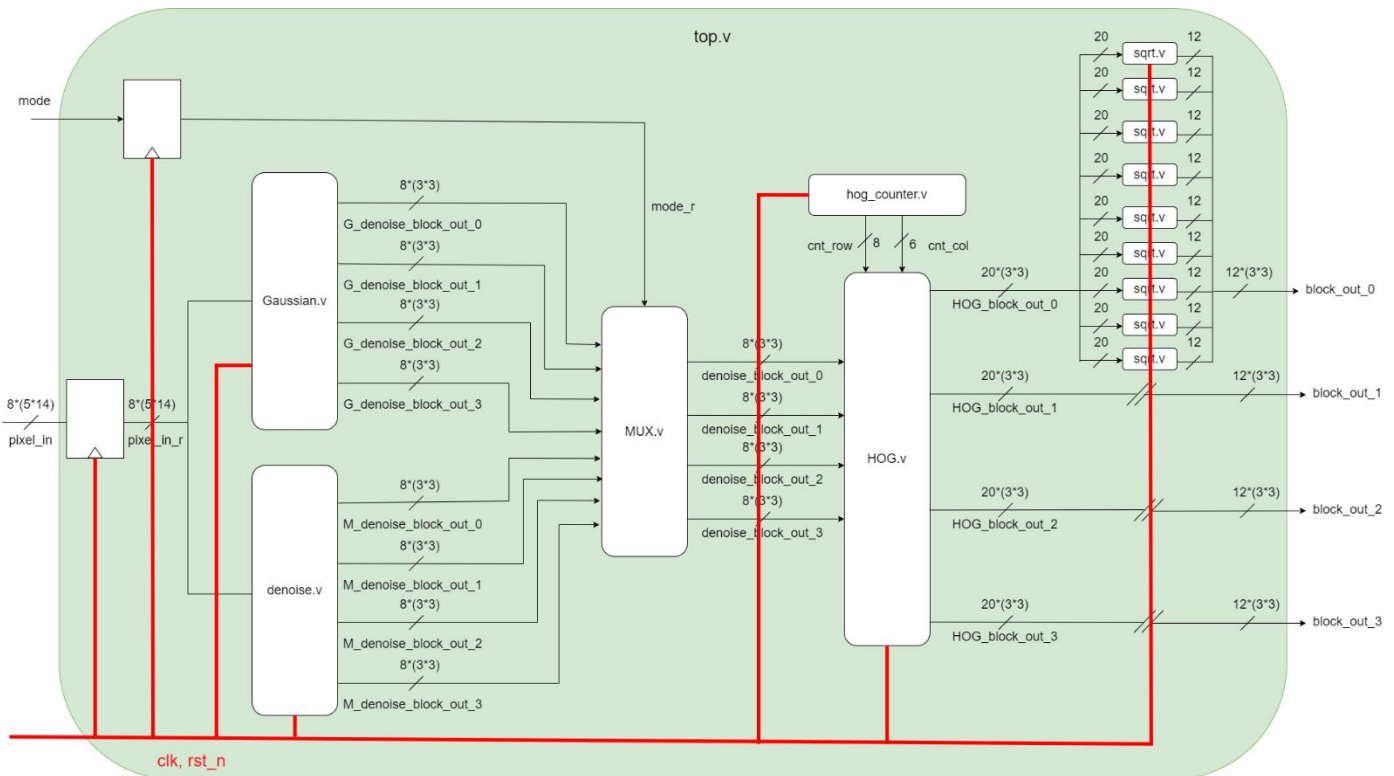 top.v
mode
mode_r
8*(5*14)
pixel_in
8*(5*14)
pixel_in_r
Gaussian.v
8*(3*3)
G_denoise_block_out_0
8*(3*3)
G_denoise_block_out_1
8*(3*3)
G_denoise_block_out_2
8*(3*3)
G_denoise_block_out_3
denoise.v
8*(3*3)
M_denoise_block_out_0
8*(3*3)
M_denoise_block_out_1
8*(3*3)
M_denoise_block_out_2
8*(3*3)
M_denoise_block_out_3
MUX.v
8*(3*3)
denoise_block_out_0
8*(3*3)
denoise_block_out_1
8*(3*3)
denoise_block_out_2
8*(3*3)
denoise_block_out_3
hog_counter.v
cnt_row 8 6 cnt_col
HOG.v
20*(3*3)
HOG_block_out_0
20*(3*3)
HOG_block_out_1
20*(3*3)
HOG_block_out_2
20*(3*3)
HOG_block_out_3
20 sqrt.v 12
20 sqrt.v 12
20 sqrt.v 12
20 sqrt.v 12
20 sqrt.v 12
20 sqrt.v 12
20 sqrt.v 12
20 sqrt.v 12
20 sqrt.v 12
12*(3*3)
block_out_0
12*(3*3)
block_out_1
12*(3*3)
block_out_2
12*(3*3)
block_out_3
clk, rst_n